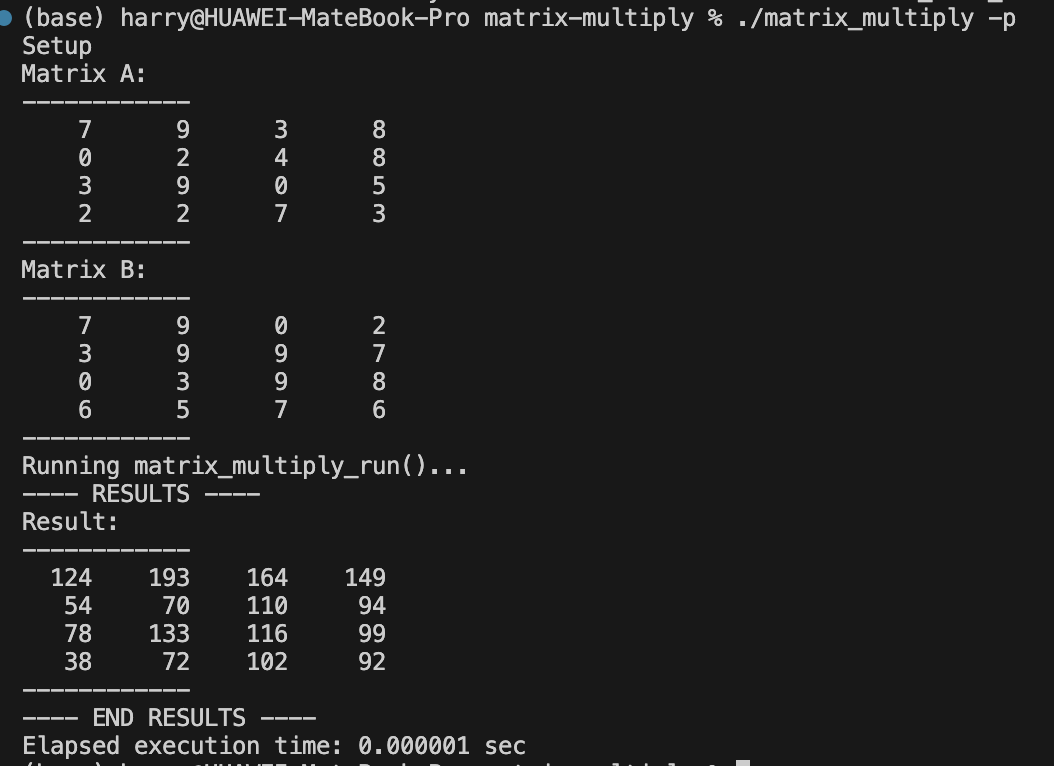 (base) harry@HUAWEI-MateBook-Pro matrix-multiply % ./matrix_multiply -p
Setup
Matrix A:
------------
    7      9      3      8
    0      2      4      8
    3      9      0      5
    2      2      7      3
------------
Matrix B:
------------
    7      9      0      2
    3      9      9      7
    0      3      9      8
    6      5      7      6
------------
Running matrix_multiply_run()...
---- RESULTS ----
Result:
------------
  124    193    164    149
   54     70    110     94
   78    133    116     99
   38     72    102     92
------------
---- END RESULTS ----
Elapsed execution time: 0.000001 sec